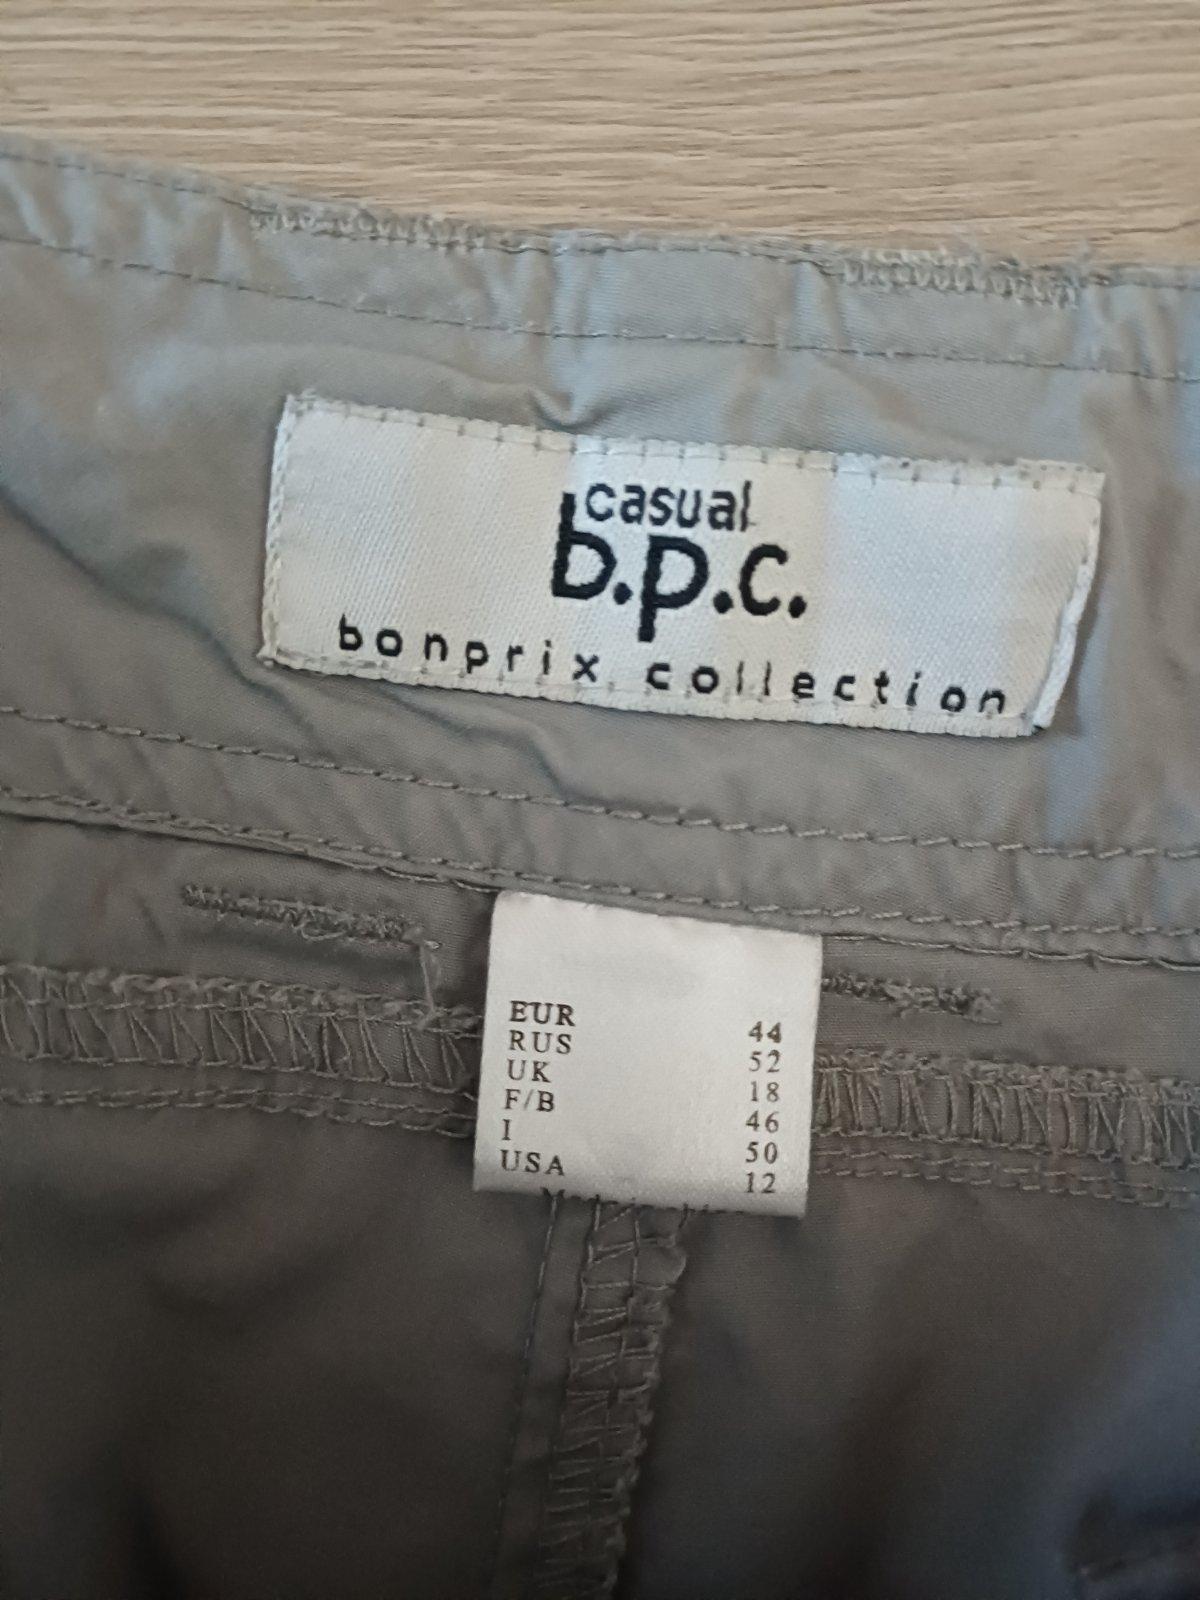 casual
b.p.c.
bonprix collection
EUR 44
RUS 52
UK 18
F/B 46
I 50
USA 12